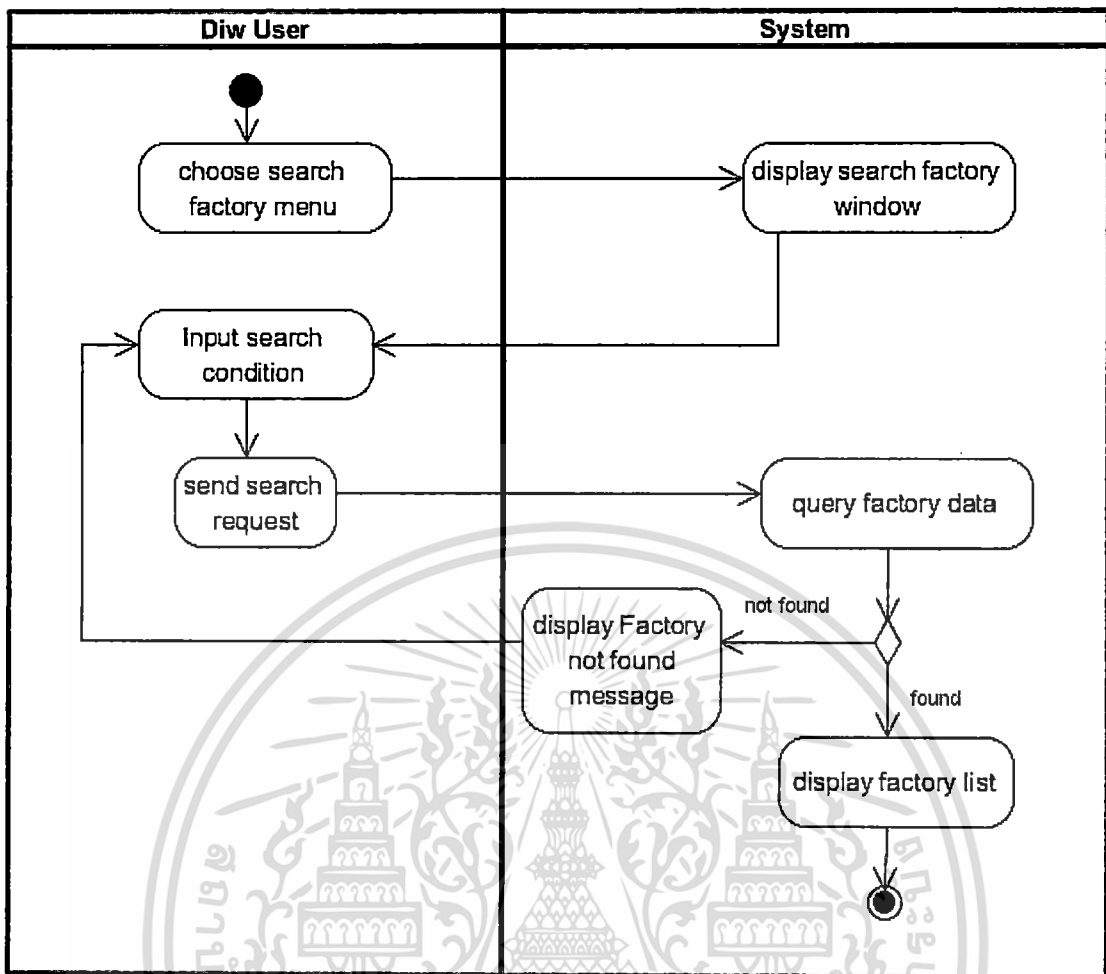 Diw User
System
choose search
factory menu
display search factory
window
Input search
condition
send search
request
query factory data
not found
display Factory
not found
message
found
display factory list